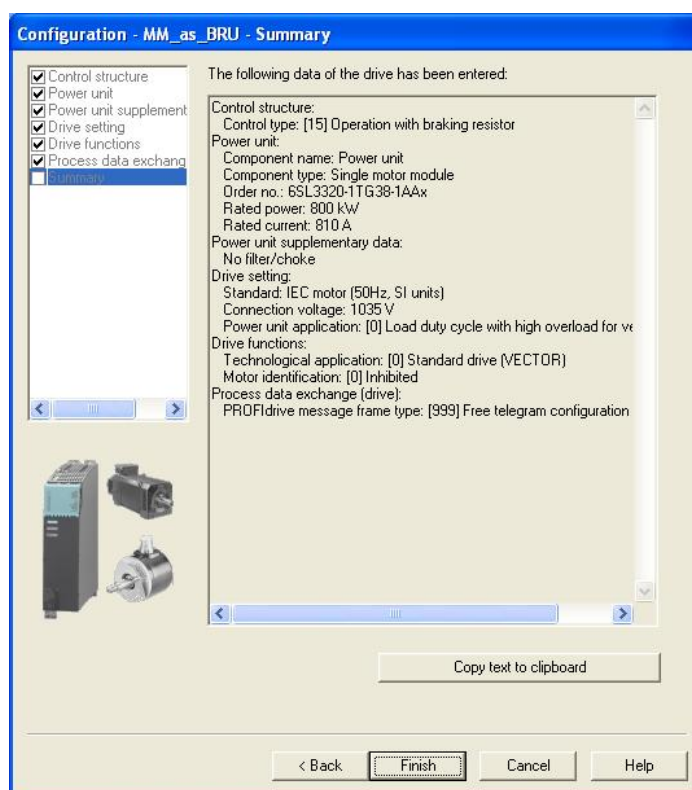 Configuration - MM_as_BRU - Summary
Control structure
Power unit
Power unit supplement
Drive setting
Drive functions
Process data exchang
Summary
The following data of the drive has been entered:
Control structure:
Control type: [15] Operation with braking resistor
Power unit:
Component name: Power unit
Component type: Single motor module
Order no.: 6SL3320-1TG38-1AAx
Rated power: 800 kW
Rated current: 810 A
Power unit supplementary data:
No filter/choke
Drive setting:
Standard: IEC motor (50Hz, SI units)
Connection voltage: 1035 V
Power unit application: [0] Load duty cycle with high overload for ve
Drive functions:
Technological application: [0] Standard drive (VECTOR)
Motor identification: [0] Inhibited
Process data exchange (drive):
PROFIdrive message frame type: [999] Free telegram configuration
Copy text to clipboard
< Back Finish Cancel Help